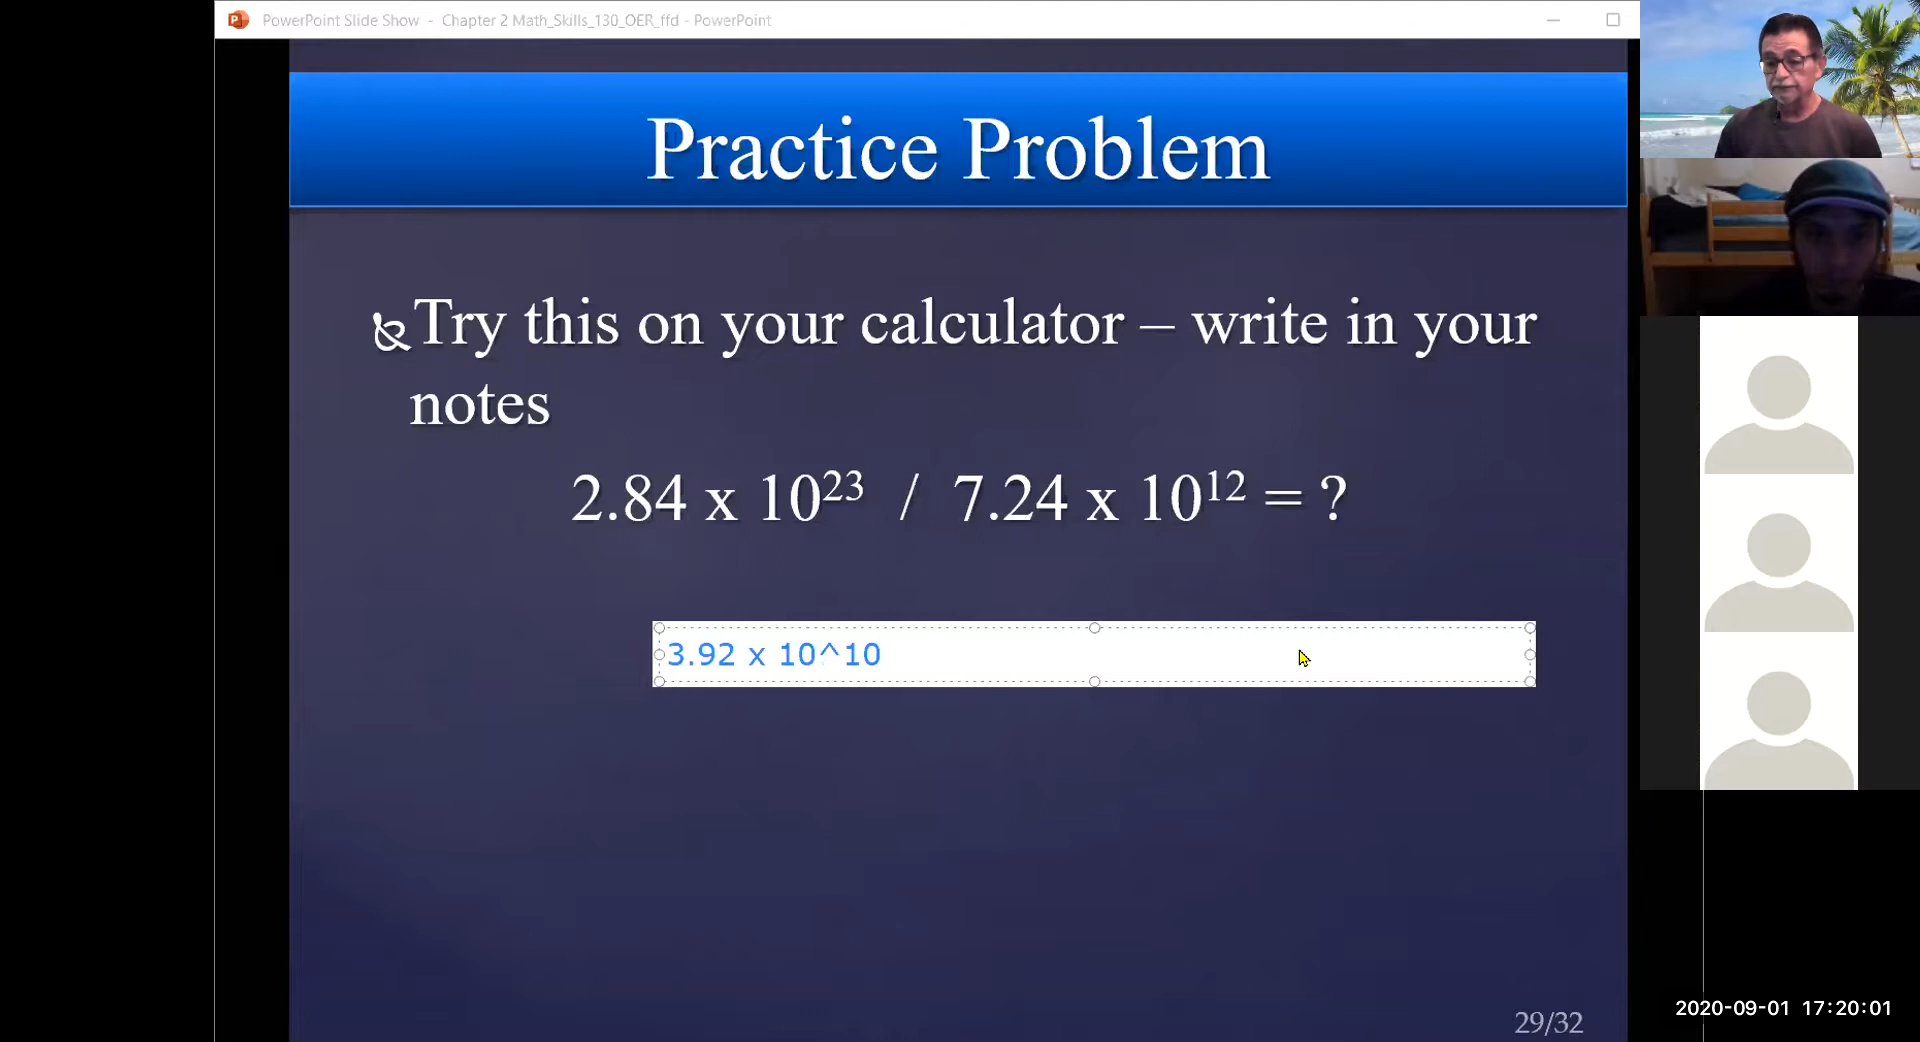 PowerPoint Slide Show - Chapter 2 Math_Skills_130_OER_ffd - PowerPoint
Practice Problem
Try this on your calculator – write in your
notes
2.84 x 10²³ / 7.24 x 10¹² = ?
3.92 x 10^10
29/32
2020-09-01 17:20:01